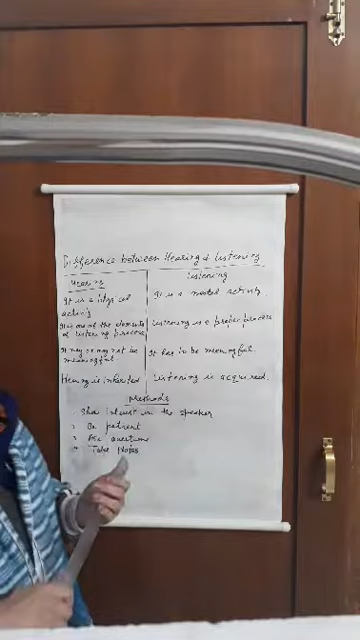 Difference between Hearing & Listening
Hearing
It is a physical
activity
It is one of the elements
of listening process
It may or may not be
meaningful.
Hearing is inherited
Listening
It is a mental activity.
Listening is a proper process
It has to be meaningful.
Listening is acquired.
Methods
Show interest in the speaker
Be patient
Ask questions
Take Notes